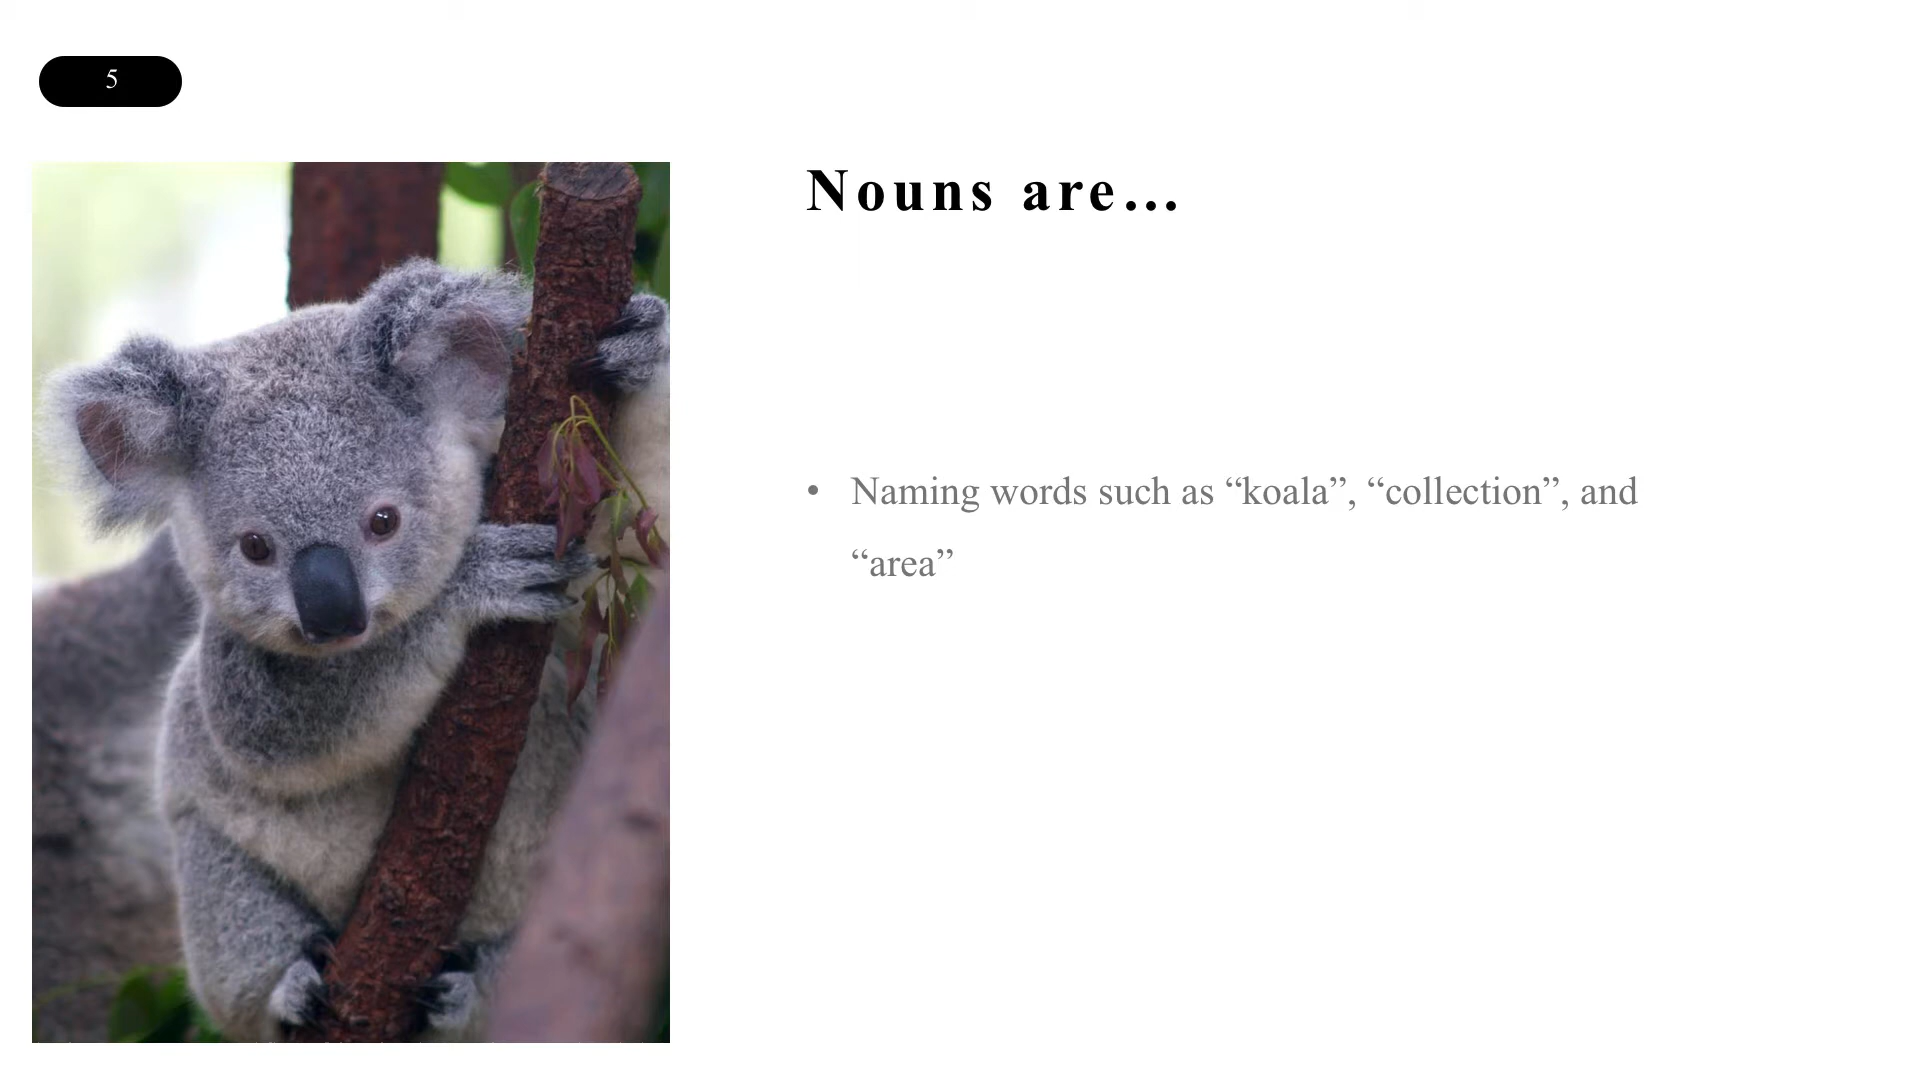 5
Nouns are…
• Naming words such as “koala”, “collection”, and
“area”